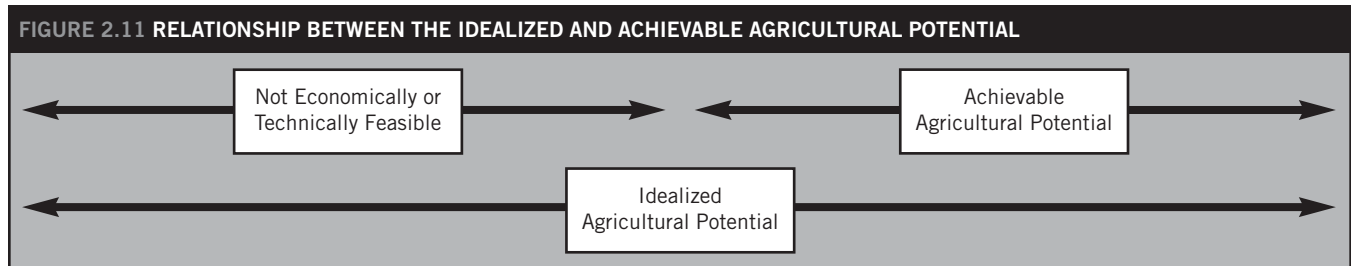 FIGURE 2.11 RELATIONSHIP BETWEEN THE IDEALIZED AND ACHIEVABLE AGRICULTURAL POTENTIAL
Not Economically or
Technically Feasible
Achievable
Agricultural Potential
Idealized
Agricultural Potential